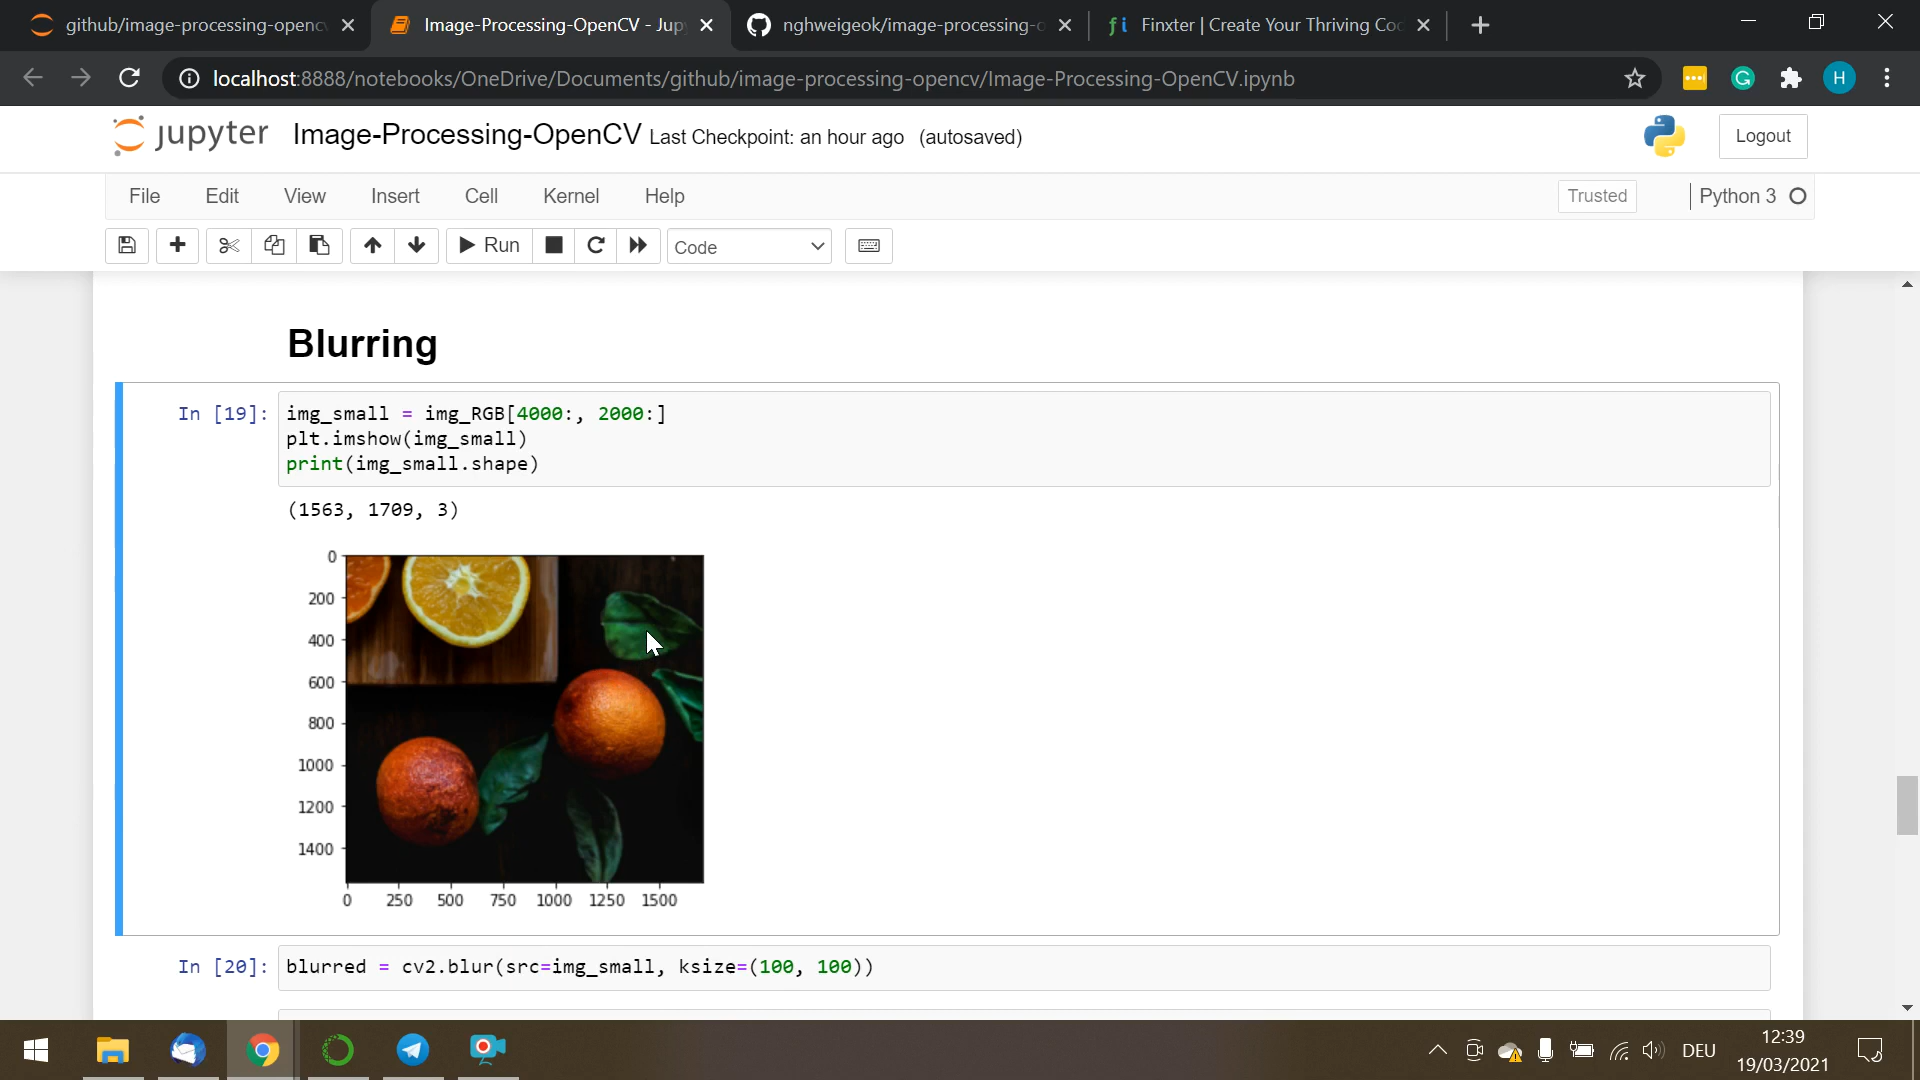 github/image-processing-openc
Image-Processing-OpenCV - Jup
nghweigeok/image-processing-o
fi Finxter | Create Your Thriving Coc
localhost:8888/notebooks/OneDrive/Documents/github/image-processing-opencv/Image-Processing-OpenCV.ipynb
H
jupyter Image-Processing-OpenCV Last Checkpoint: an hour ago (autosaved)
Logout
File Edit View Insert Cell Kernel Help
Trusted
Python 3
Run
Code
Blurring
In [19]: img_small = img_RGB[4000:, 2000:]
plt.imshow(img_small)
print(img_small.shape)
(1563, 1709, 3)
0
200
400
600
800
1000
1200
1400
0 250 500 750 1000 1250 1500
In [20]: blurred = cv2.blur(src=img_small, ksize=(100, 100))
DEU
12:39
19/03/2021